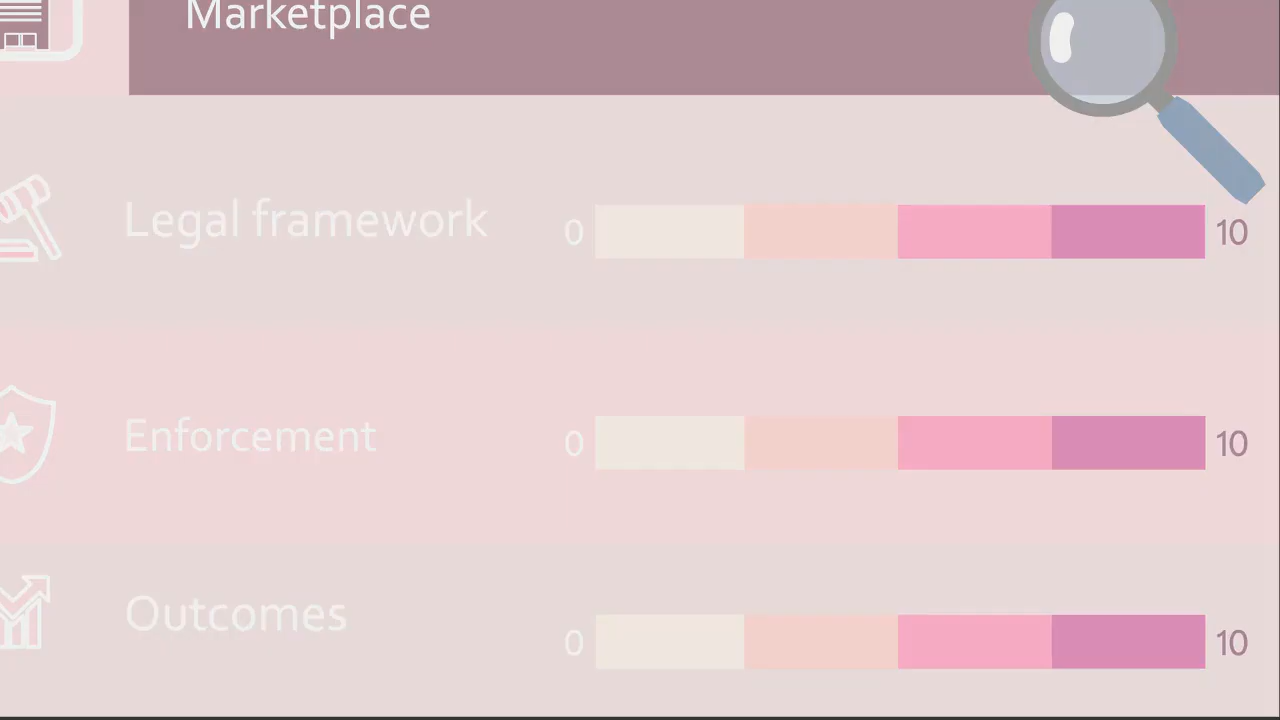 Marketplace
Legal framework
0 10
Enforcement
0 10
Outcomes
0 10